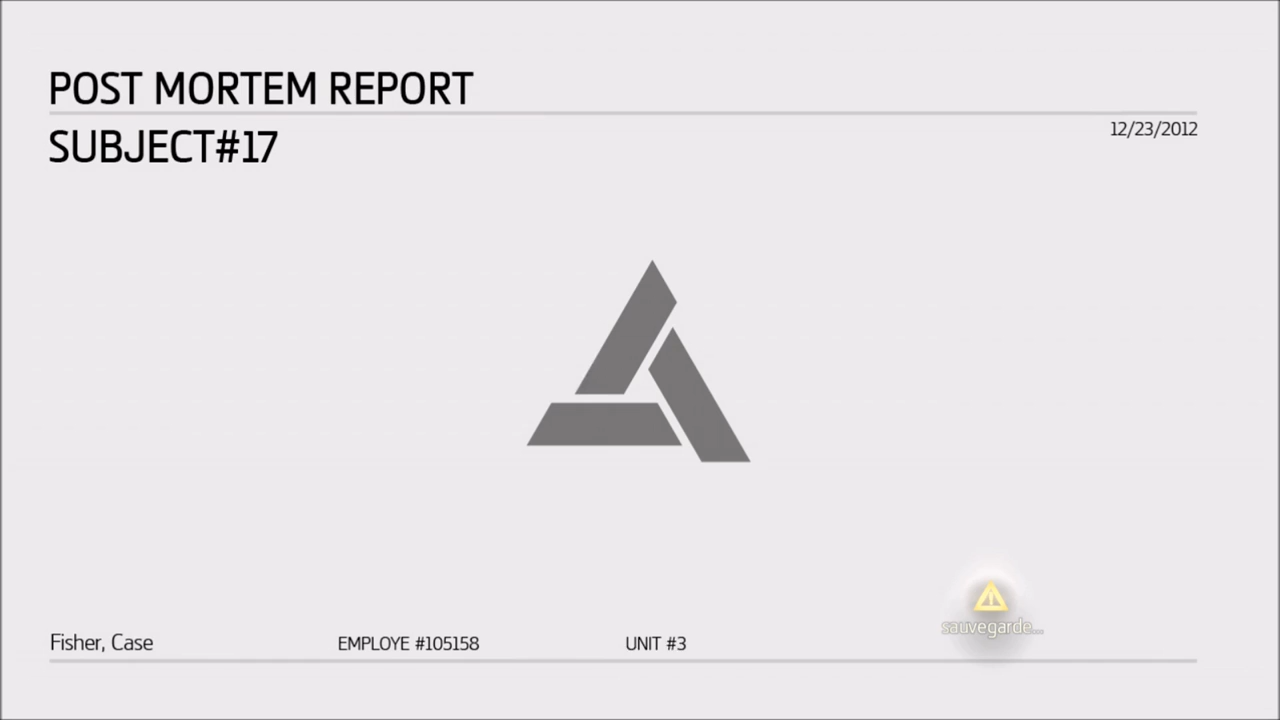 POST MORTEM REPORT
SUBJECT#17
12/23/2012
sauvegarde...
Fisher, Case
EMPLOYE #105158
UNIT #3